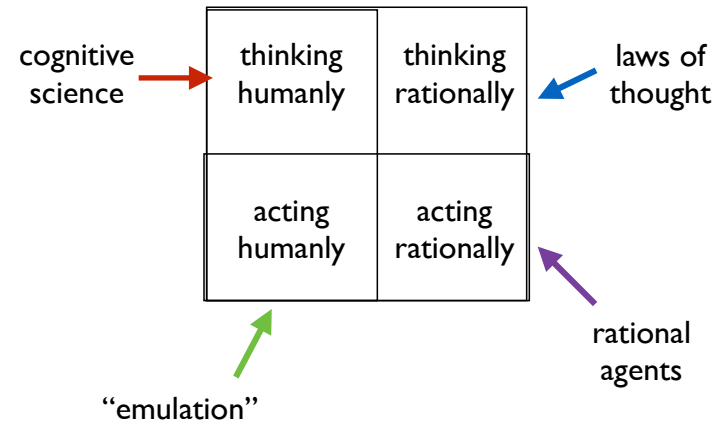 cognitive
science
thinking
humanly
thinking
rationally
laws of
thought
acting
humanly
acting
rationally
rational
agents
“emulation”